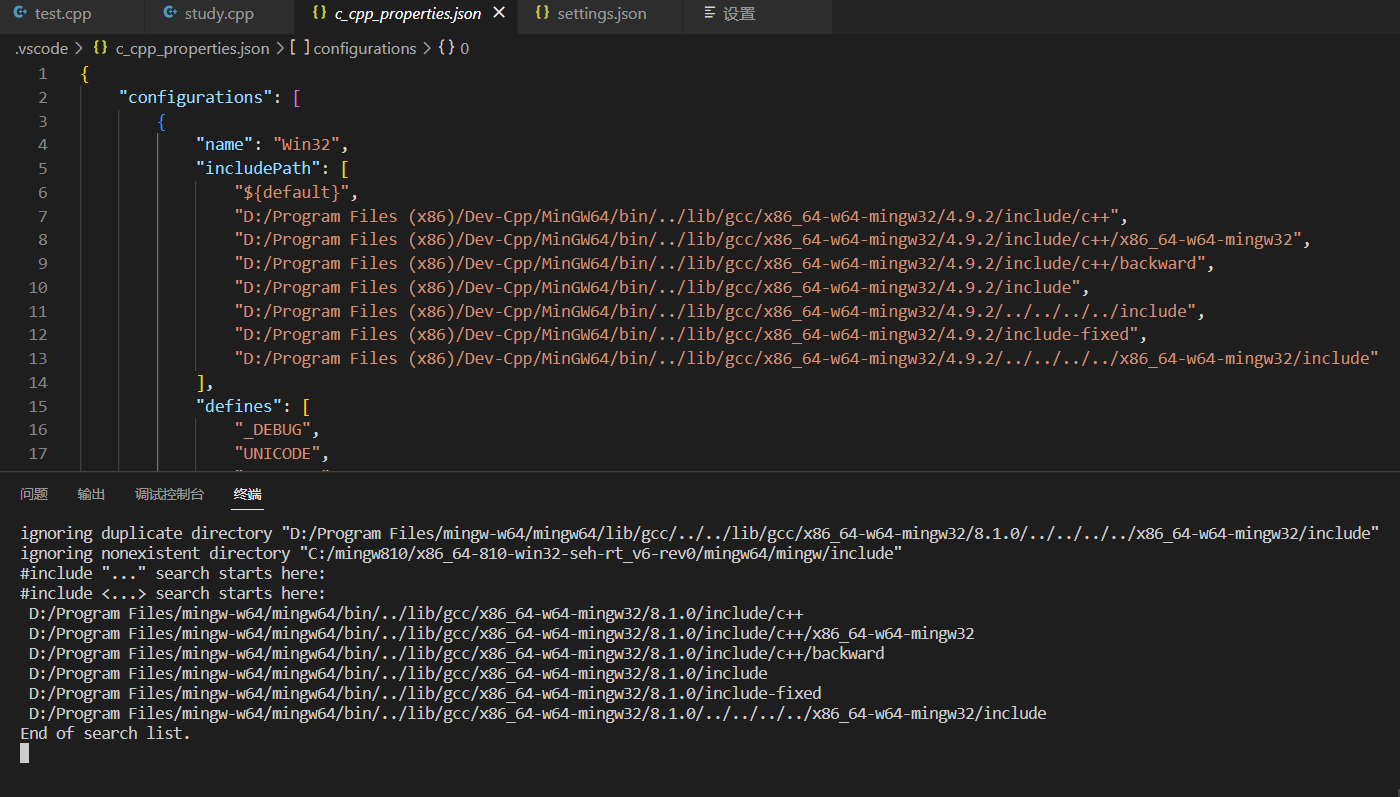 test.cpp study.cpp {} c_cpp_properties.json × {} settings.json 设置
.vscode > {} c_cpp_properties.json > [ ] configurations > {} 0
1 {
2 "configurations": [
3 {
4 "name": "Win32",
5 "includePath": [
6 "${default}",
7 "D:/Program Files (x86)/Dev-Cpp/MinGW64/bin/../lib/gcc/x86_64-w64-mingw32/4.9.2/include/c++",
8 "D:/Program Files (x86)/Dev-Cpp/MinGW64/bin/../lib/gcc/x86_64-w64-mingw32/4.9.2/include/c++/x86_64-w64-mingw32",
9 "D:/Program Files (x86)/Dev-Cpp/MinGW64/bin/../lib/gcc/x86_64-w64-mingw32/4.9.2/include/c++/backward",
10 "D:/Program Files (x86)/Dev-Cpp/MinGW64/bin/../lib/gcc/x86_64-w64-mingw32/4.9.2/include",
11 "D:/Program Files (x86)/Dev-Cpp/MinGW64/bin/../lib/gcc/x86_64-w64-mingw32/4.9.2/../../../../include",
12 "D:/Program Files (x86)/Dev-Cpp/MinGW64/bin/../lib/gcc/x86_64-w64-mingw32/4.9.2/include-fixed",
13 "D:/Program Files (x86)/Dev-Cpp/MinGW64/bin/../lib/gcc/x86_64-w64-mingw32/4.9.2/../../../../x86_64-w64-mingw32/include"
14 ],
15 "defines": [
16 "_DEBUG",
17 "UNICODE",
问题 输出 调试控制台 终端
ignoring duplicate directory "D:/Program Files/mingw-w64/mingw64/lib/gcc/../../lib/gcc/x86_64-w64-mingw32/8.1.0/../../../../x86_64-w64-mingw32/include"
ignoring nonexistent directory "C:/mingw810/x86_64-810-win32-seh-rt_v6-rev0/mingw64/mingw/include"
#include "..." search starts here:
#include <...> search starts here:
D:/Program Files/mingw-w64/mingw64/bin/../lib/gcc/x86_64-w64-mingw32/8.1.0/include/c++
D:/Program Files/mingw-w64/mingw64/bin/../lib/gcc/x86_64-w64-mingw32/8.1.0/include/c++/x86_64-w64-mingw32
D:/Program Files/mingw-w64/mingw64/bin/../lib/gcc/x86_64-w64-mingw32/8.1.0/include/c++/backward
D:/Program Files/mingw-w64/mingw64/bin/../lib/gcc/x86_64-w64-mingw32/8.1.0/include
D:/Program Files/mingw-w64/mingw64/bin/../lib/gcc/x86_64-w64-mingw32/8.1.0/include-fixed
D:/Program Files/mingw-w64/mingw64/bin/../lib/gcc/x86_64-w64-mingw32/8.1.0/../../../../x86_64-w64-mingw32/include
End of search list.